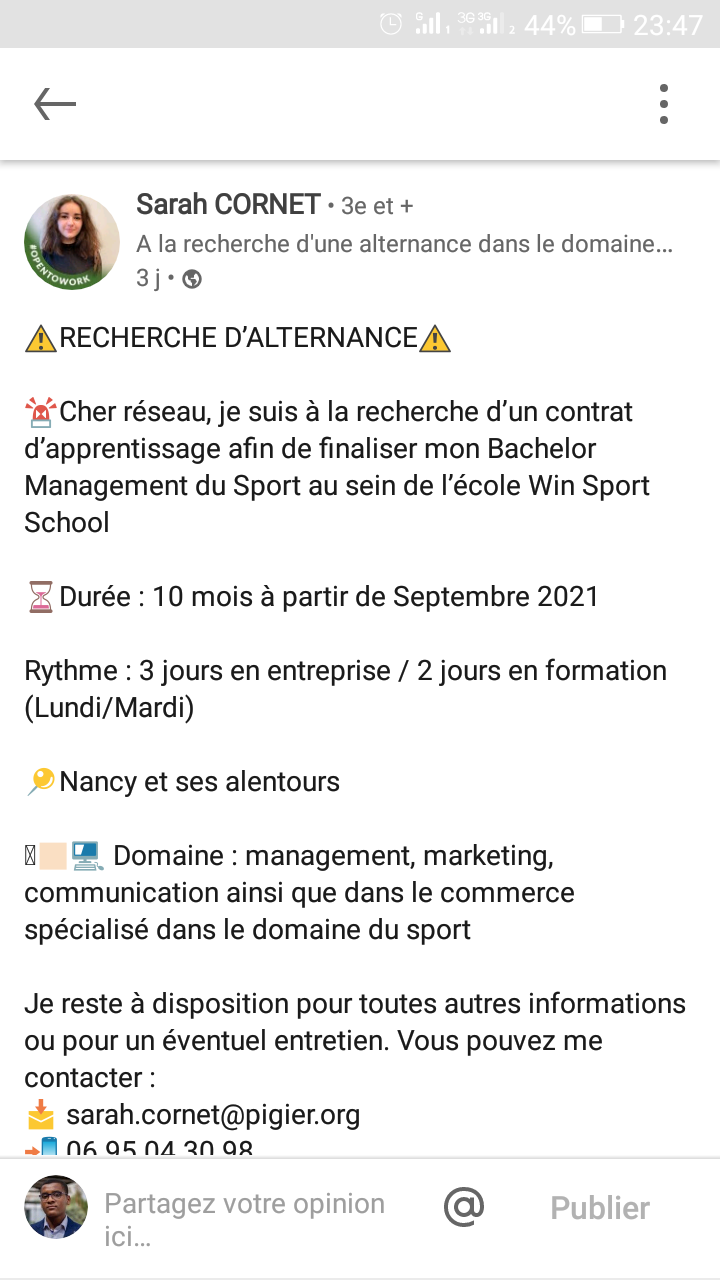 G 1 3G 3G 2 44% 23:47
Sarah CORNET • 3e et +
A la recherche d'une alternance dans le domaine...
3 j •
#OPENTOWORK
⚠️RECHERCHE D’ALTERNANCE⚠️
🚨Cher réseau, je suis à la recherche d’un contrat
d’apprentissage afin de finaliser mon Bachelor
Management du Sport au sein de l’école Win Sport
School
⏳Durée : 10 mois à partir de Septembre 2021
Rythme : 3 jours en entreprise / 2 jours en formation
(Lundi/Mardi)
Nancy et ses alentours
Domaine : management, marketing,
communication ainsi que dans le commerce
spécialisé dans le domaine du sport
Je reste à disposition pour toutes autres informations
ou pour un éventuel entretien. Vous pouvez me
contacter :
📩 sarah.cornet@pigier.org
📲 06 95 04 30 98
Partagez votre opinion
ici...
@
Publier